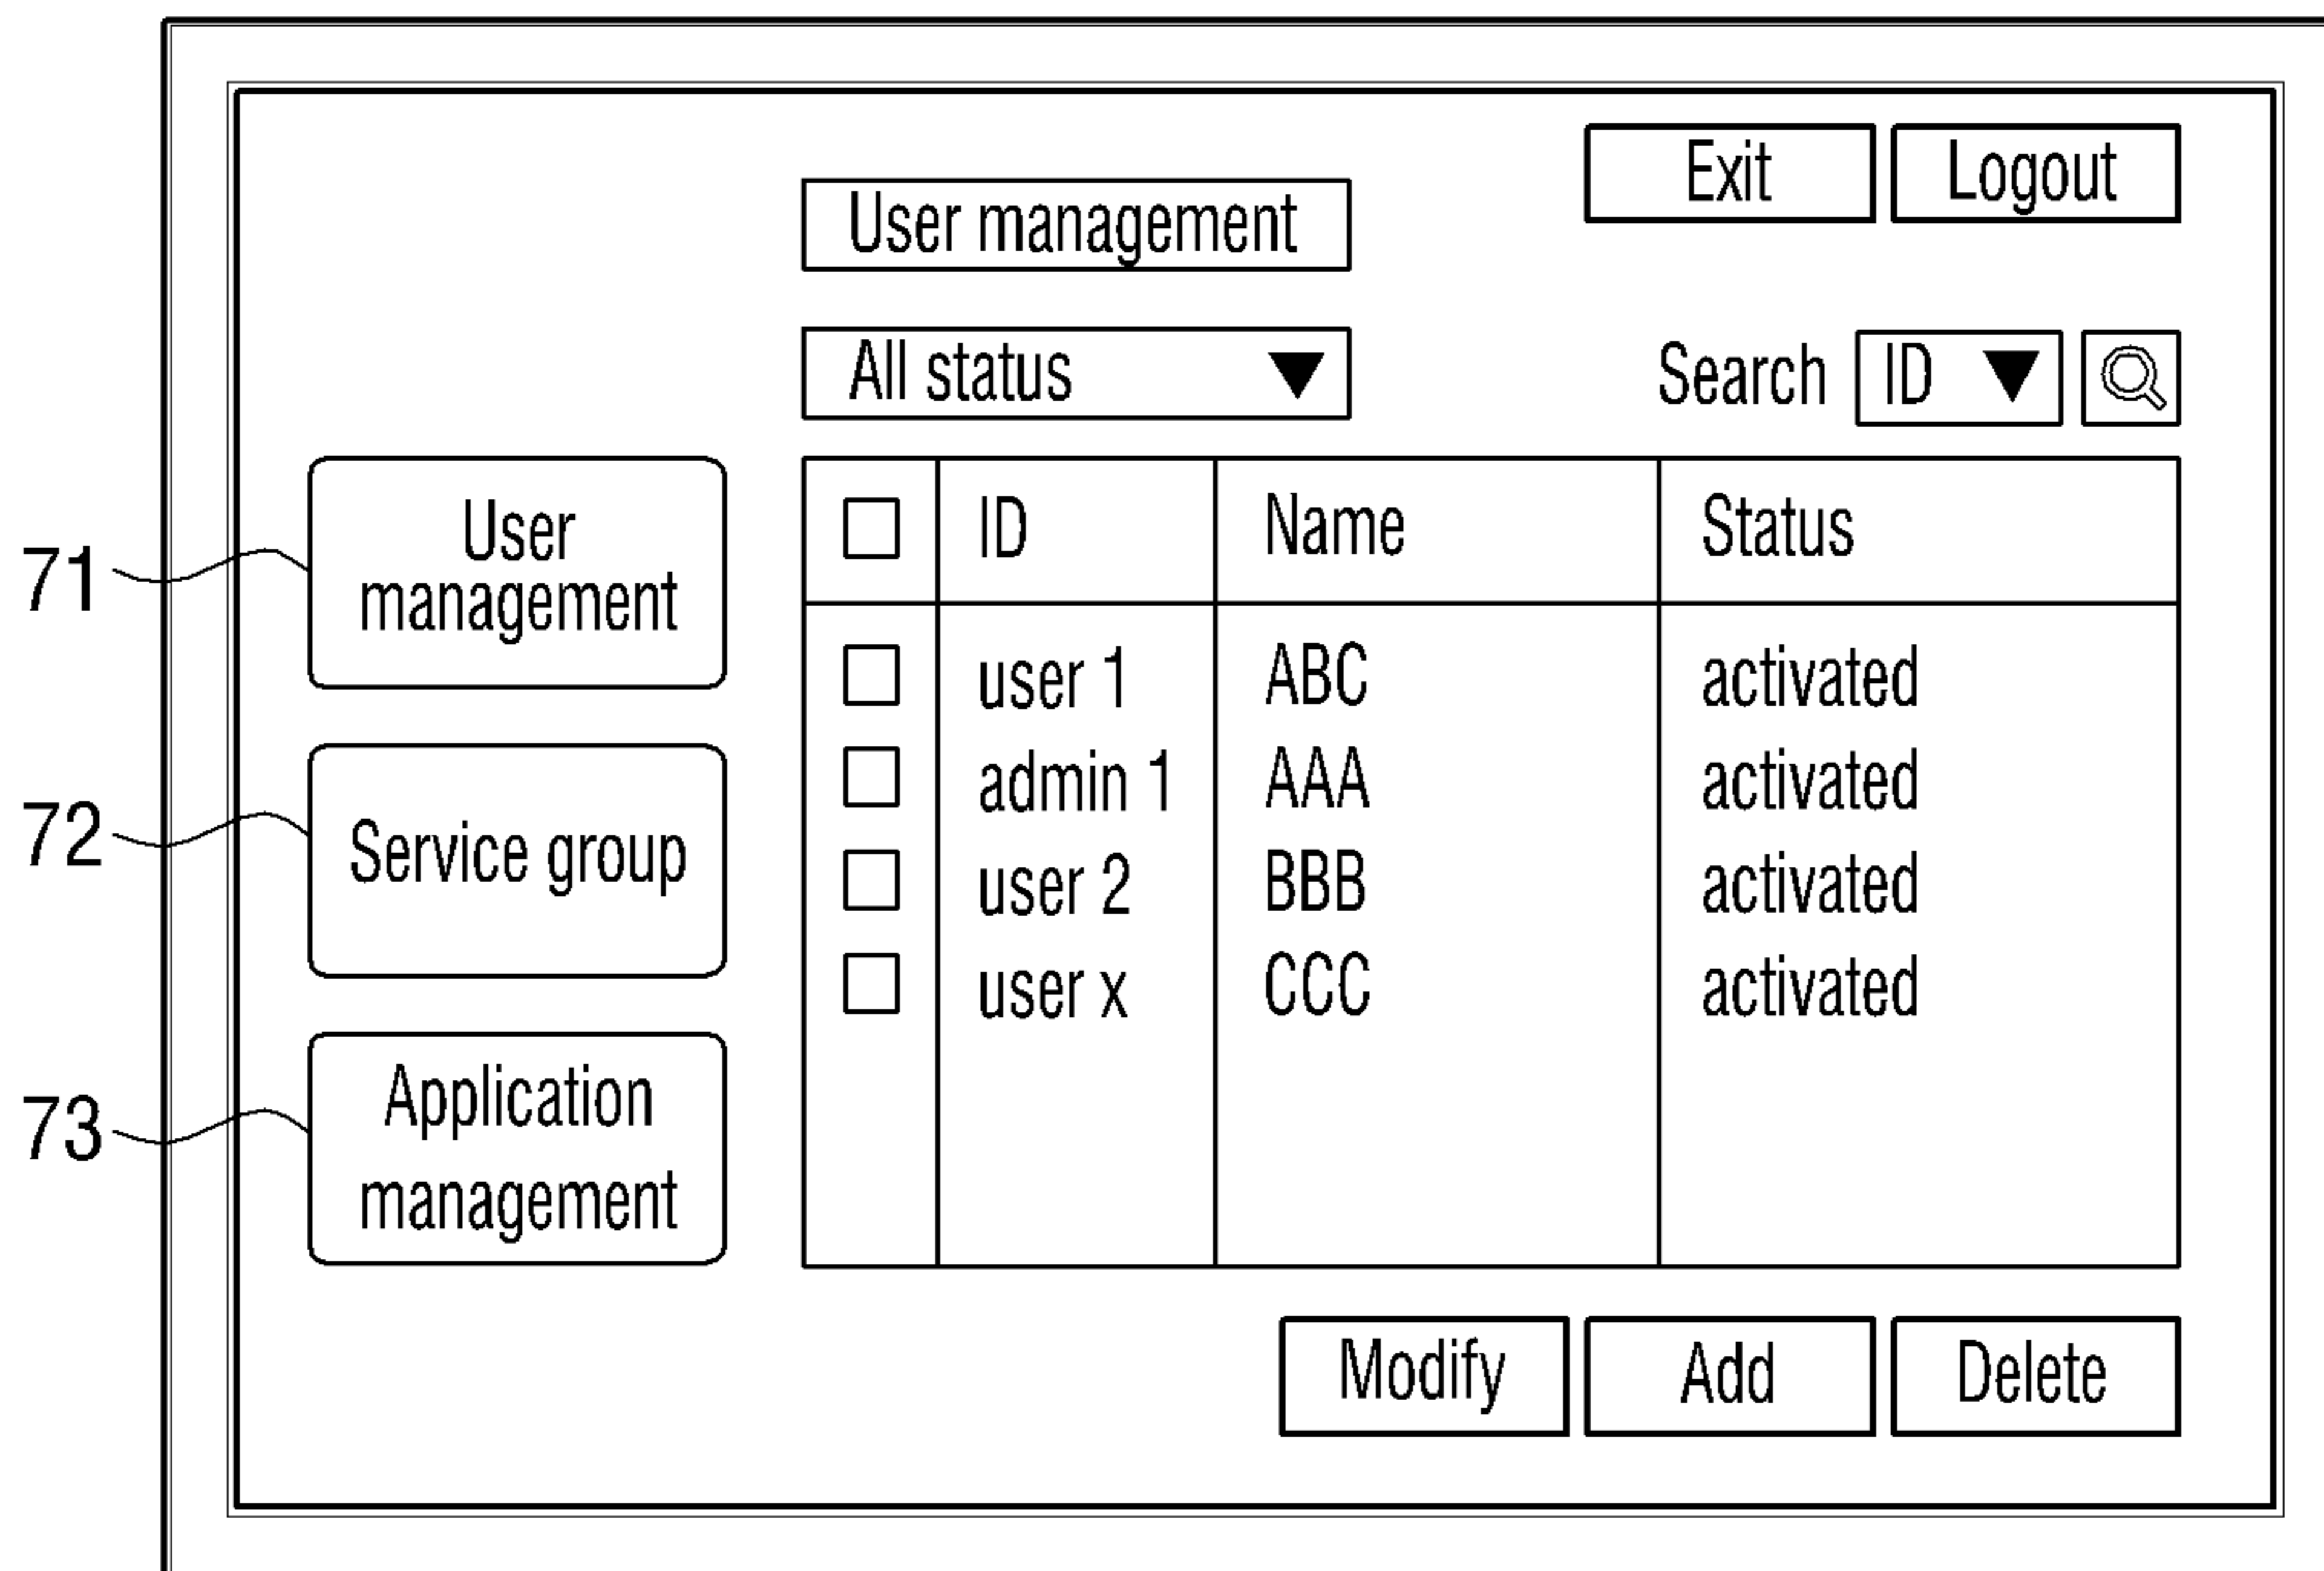 Exit Logout
User management
All status Search ID
71 User
management
ID Name Status
user 1 ABC activated
admin 1 AAA activated
72 Service group
user 2 BBB activated
user x CCC activated
73 Application
management
Modify Add Delete